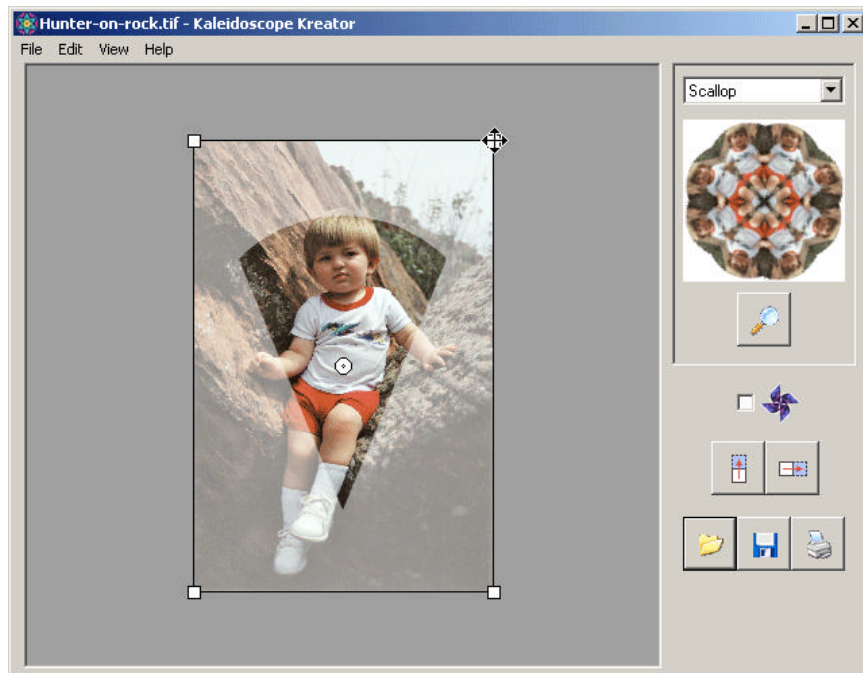 Hunter-on-rock.tif - Kaleidoscope Kreator
File Edit View Help
Scallop